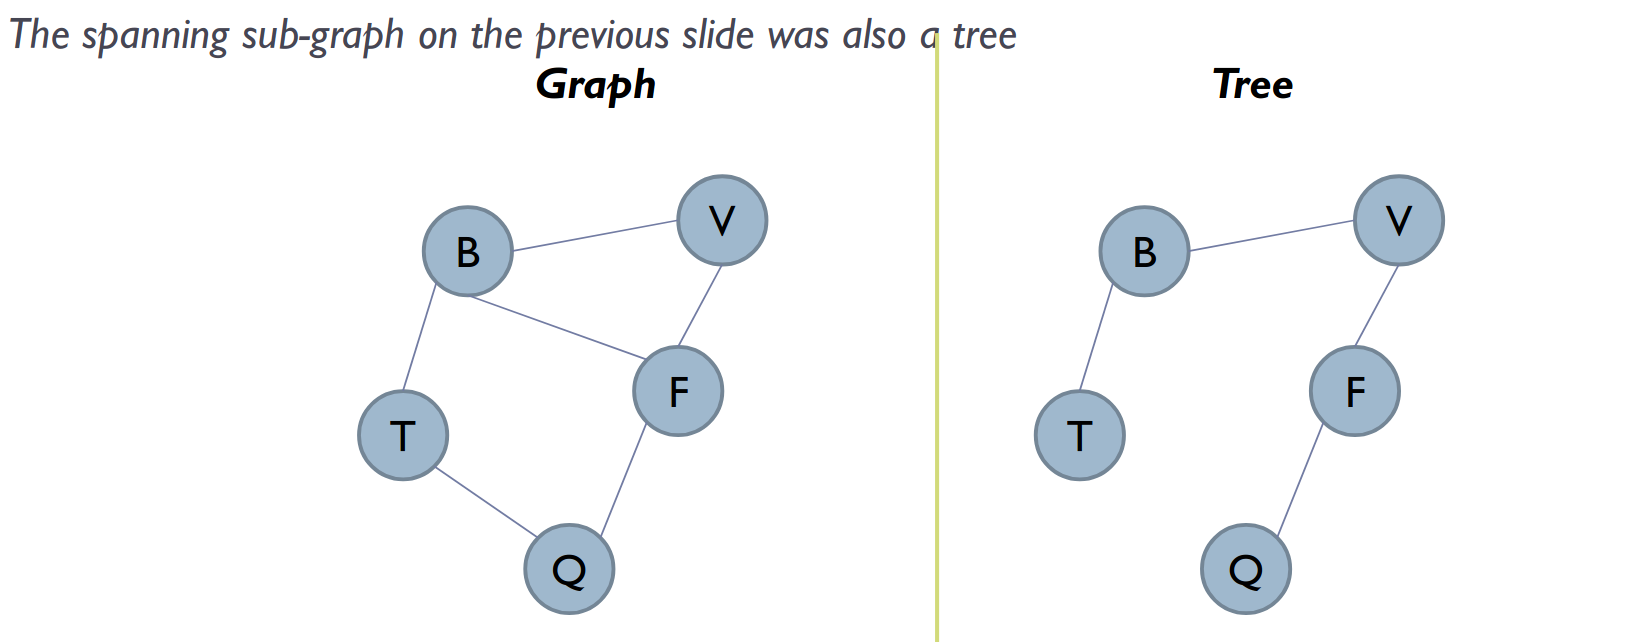 The spanning sub-graph on the previous slide was also a tree
Graph
Tree
B
V
T
F
Q
B
V
T
F
Q